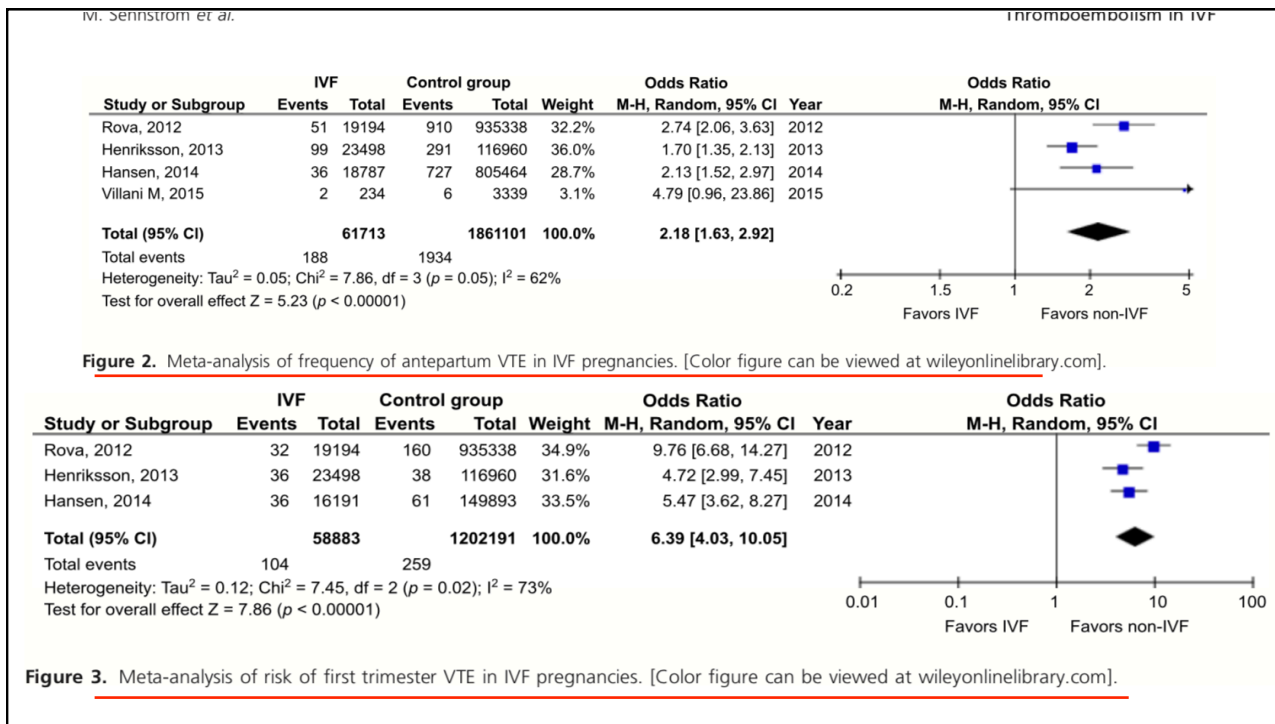 M. Sennström et al. Thromboembolism in IVF
IVF Control group Odds Ratio Odds Ratio
Study or Subgroup Events Total Events Total Weight M-H, Random, 95% CI Year M-H, Random, 95% CI
Rova, 2012 51 19194 910 935338 32.2% 2.74 [2.06, 3.63] 2012
Henriksson, 2013 99 23498 291 116960 36.0% 1.70 [1.35, 2.13] 2013
Hansen, 2014 36 18787 727 805464 28.7% 2.13 [1.52, 2.97] 2014
Villani M, 2015 2 234 6 3339 3.1% 4.79 [0.96, 23.86] 2015
Total (95% CI) 61713 1861101 100.0% 2.18 [1.63, 2.92]
Total events 188 1934
Heterogeneity: Tau² = 0.05; Chi² = 7.86, df = 3 (p = 0.05); I² = 62%
Test for overall effect Z = 5.23 (p < 0.00001)
0.2 1.5 1 2 5
Favors IVF Favors non-IVF
Figure 2. Meta-analysis of frequency of antepartum VTE in IVF pregnancies. [Color figure can be viewed at wileyonlinelibrary.com].
IVF Control group Odds Ratio Odds Ratio
Study or Subgroup Events Total Events Total Weight M-H, Random, 95% CI Year M-H, Random, 95% CI
Rova, 2012 32 19194 160 935338 34.9% 9.76 [6.68, 14.27] 2012
Henriksson, 2013 36 23498 38 116960 31.6% 4.72 [2.99, 7.45] 2013
Hansen, 2014 36 16191 61 149893 33.5% 5.47 [3.62, 8.27] 2014
Total (95% CI) 58883 1202191 100.0% 6.39 [4.03, 10.05]
Total events 104 259
Heterogeneity: Tau² = 0.12; Chi² = 7.45, df = 2 (p = 0.02); I² = 73%
Test for overall effect Z = 7.86 (p < 0.00001)
0.01 0.1 1 10 100
Favors IVF Favors non-IVF
Figure 3. Meta-analysis of risk of first trimester VTE in IVF pregnancies. [Color figure can be viewed at wileyonlinelibrary.com].